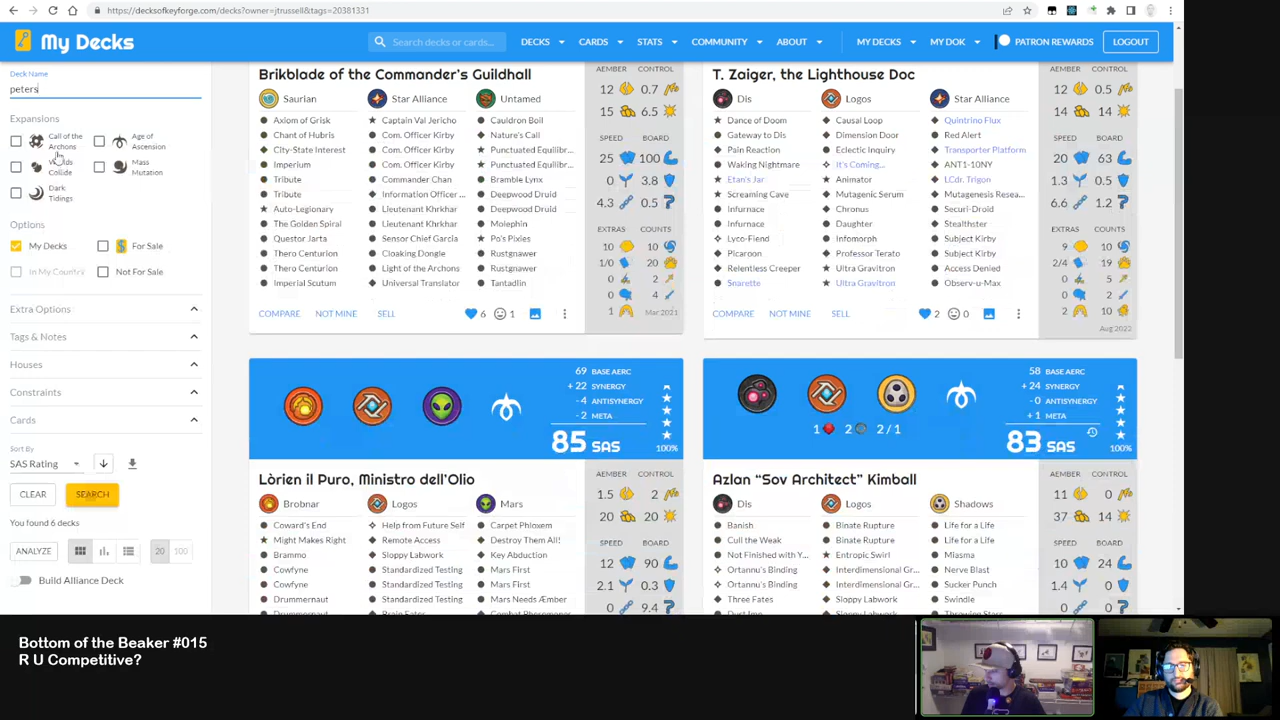 https://decksofkeyforge.com/decks?owner=jtrussell&tags=20381331
My Decks
Search decks or cards...
DECKS CARDS STATS COMMUNITY ABOUT MY DECKS MY DOK PATRON REWARDS LOGOUT
Deck Name
peters
Expansions
Call of the Archons
Age of Ascension
Worlds Collide
Mass Mutation
Dark Tidings
Options
My Decks
For Sale
In My Country
Not For Sale
Extra Options
Tags & Notes
Houses
Constraints
Cards
Sort By
SAS Rating
CLEAR SEARCH
You found 6 decks
ANALYZE 20 100
Build Alliance Deck
Brikblade of the Commander's Guildhall
Saurian Star Alliance Untamed
Axiom of Grisk Captain Val Jericho Cauldron Boil
Chant of Hubris Com. Officer Kirby Nature's Call
City-State Interest Com. Officer Kirby Punctuated Equilibr...
Imperium Com. Officer Kirby Punctuated Equilibr...
Tribute Commander Chan Bramble Lynx
Tribute Information Officer ... Deepwood Druid
Auto-Legionary Lieutenant Khrkhar Deepwood Druid
The Golden Spiral Lieutenant Khrkhar Molephin
Questor Jarta Sensor Chief Garcia Po's Pixies
Thero Centurion Cloaking Dongle Rustgnawer
Thero Centurion Light of the Archons Rustgnawer
Imperial Scutum Universal Translator Tantadlin
COMPARE NOT MINE SELL 6 1
AEMBER CONTROL
12 0.7
15 6.5
SPEED BOARD
25 100
0 3.8
4.3 0.5
EXTRAS COUNTS
10 10
1/0 20
0 2
0 4
1 10
Mar 2021
T. Zaiger, the Lighthouse Doc
Dis Logos Star Alliance
Dance of Doom Causal Loop Quintrino Flux
Gateway to Dis Dimension Door Red Alert
Pain Reaction Eclectic Inquiry Transporter Platform
Waking Nightmare It's Coming... ANT1-10NY
Etan's Jar Animator LCdr. Trigon
Screaming Cave Mutagenic Serum Mutagenesis Resea...
Infurnace Chronus Securi-Droid
Infurnace Daughter Stealthster
Lyco-Fiend Infomorph Subject Kirby
Picaroon Professor Terato Subject Kirby
Relentless Creeper Ultra Gravitron Access Denied
Snarette Ultra Gravitron Observ-u-Max
COMPARE NOT MINE SELL 2 0
AEMBER CONTROL
12 0.5
14 14
SPEED BOARD
20 63
1.3 0.5
6.6 1.2
EXTRAS COUNTS
9 10
2/4 19
0 5
0 2
2 10
Aug 2022
69 BASE AERC
+ 22 SYNERGY
- 4 ANTISYNERGY
- 2 META
85 SAS 100%
Lòrien il Puro, Ministro dell'Olio
Brobnar Logos Mars
Coward's End Help from Future Self Carpet Phloxem
Might Makes Right Remote Access Destroy Them All!
Brammo Sloppy Labwork Key Abduction
Cowfyne Standardized Testing Mars First
Cowfyne Standardized Testing Mars First
Drummernaut Standardized Testing Mars Needs Æmber
AEMBER CONTROL
1.5 2
20 20
SPEED BOARD
12 90
2.1 0.3
0 9.4
58 BASE AERC
+ 24 SYNERGY
- 0 ANTISYNERGY
+ 1 META
1 2 2 / 1
83 SAS 100%
Azlan “Sov Architect” Kimball
Dis Logos Shadows
Banish Binate Rupture Life for a Life
Cull the Weak Binate Rupture Life for a Life
Not Finished with Y... Entropic Swirl Miasma
Ortannu's Binding Interdimensional Gr... Nerve Blast
Ortannu's Binding Interdimensional Gr... Sucker Punch
Three Fates Sloppy Labwork Swindle
AEMBER CONTROL
11 0
37 14
SPEED BOARD
10 24
1.4 0
0 0
Bottom of the Beaker #015
R U Competitive?